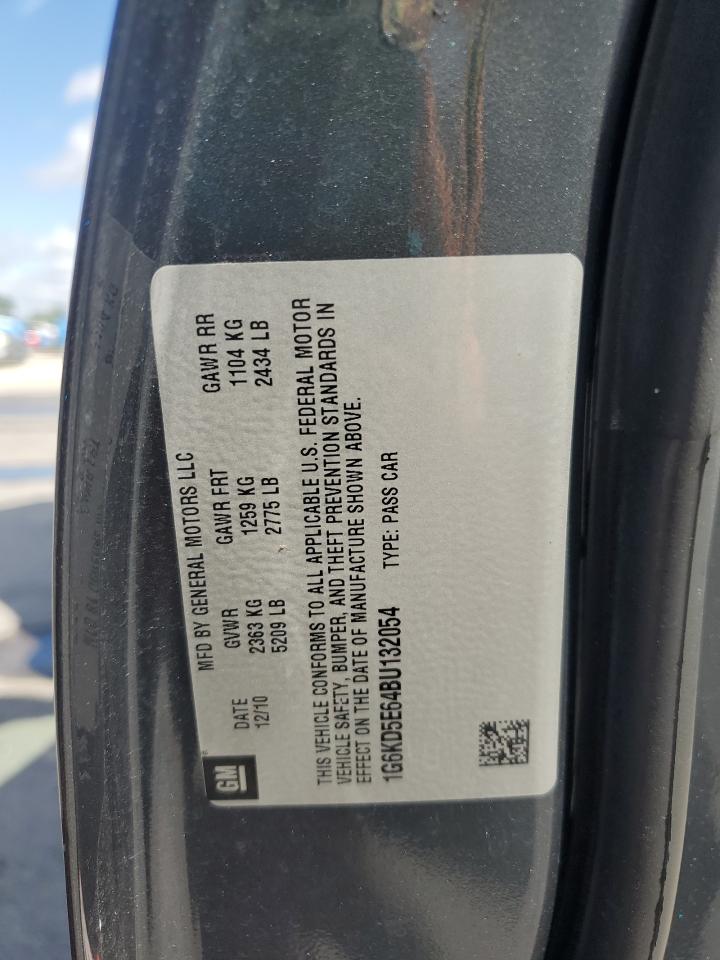 GM
MFD BY GENERAL MOTORS LLC
DATE GVWR GAWR FRT GAWR RR
12/10 2363 KG 1259 KG 1104 KG
5209 LB 2775 LB 2434 LB
THIS VEHICLE CONFORMS TO ALL APPLICABLE U.S. FEDERAL MOTOR
VEHICLE SAFETY, BUMPER, AND THEFT PREVENTION STANDARDS IN
EFFECT ON THE DATE OF MANUFACTURE SHOWN ABOVE.
1G6KD5E64BU132054 TYPE: PASS CAR